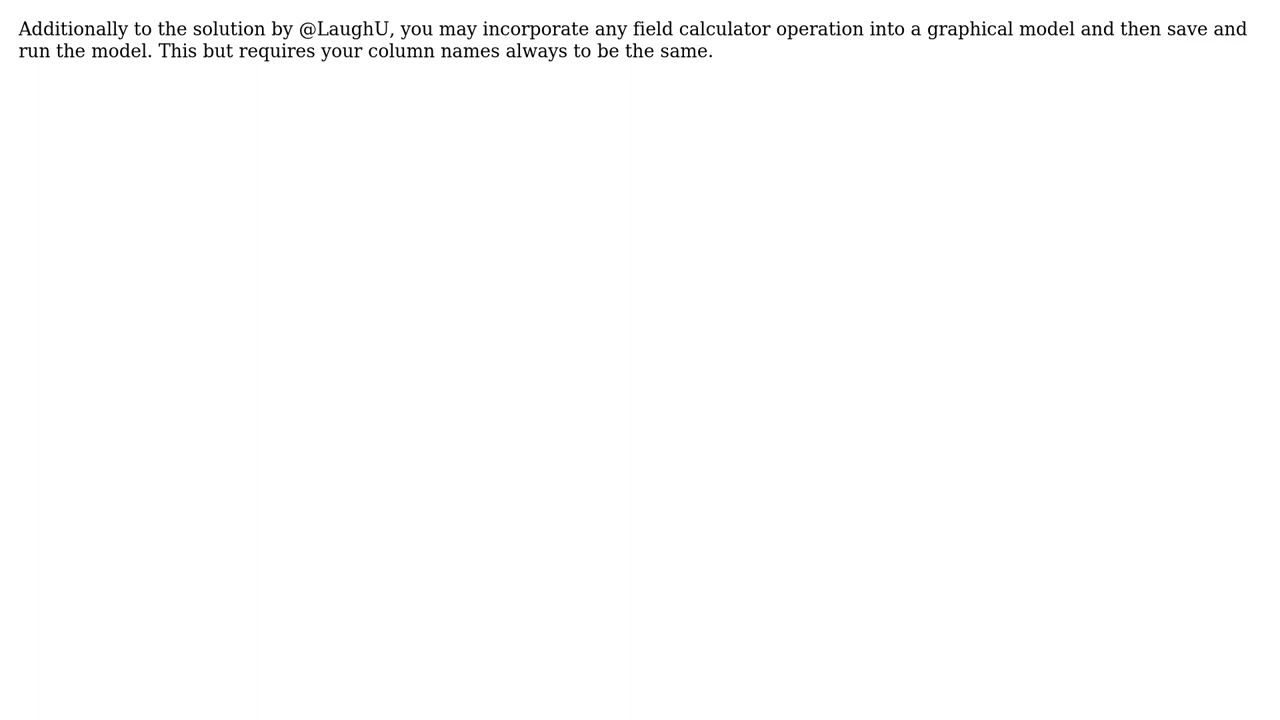 Additionally to the solution by @LaughU, you may incorporate any field calculator operation into a graphical model and then save and
run the model. This but requires your column names always to be the same.